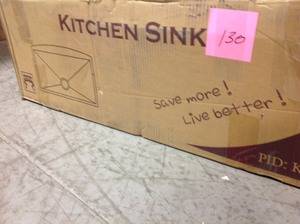 KITCHEN SINK
130
save more!
Live better!
PID: K